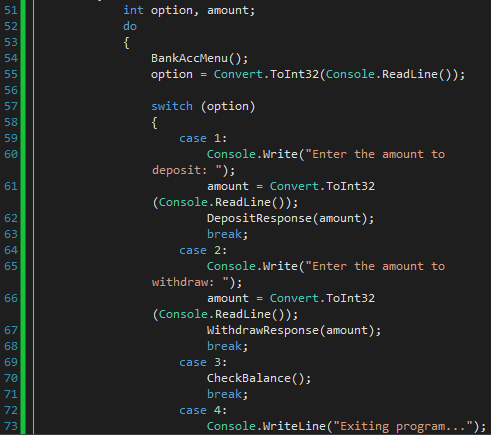 51 int option, amount;
52 do
53 {
54 BankAccMenu();
55 option = Convert.ToInt32(Console.ReadLine());
56
57 switch (option)
58 {
59 case 1:
60 Console.Write("Enter the amount to
deposit: ");
61 amount = Convert.ToInt32
(Console.ReadLine());
62 DepositResponse(amount);
63 break;
64 case 2:
65 Console.Write("Enter the amount to
withdraw: ");
66 amount = Convert.ToInt32
(Console.ReadLine());
67 WithdrawResponse(amount);
68 break;
69 case 3:
70 CheckBalance();
71 break;
72 case 4:
73 Console.WriteLine("Exiting program...");